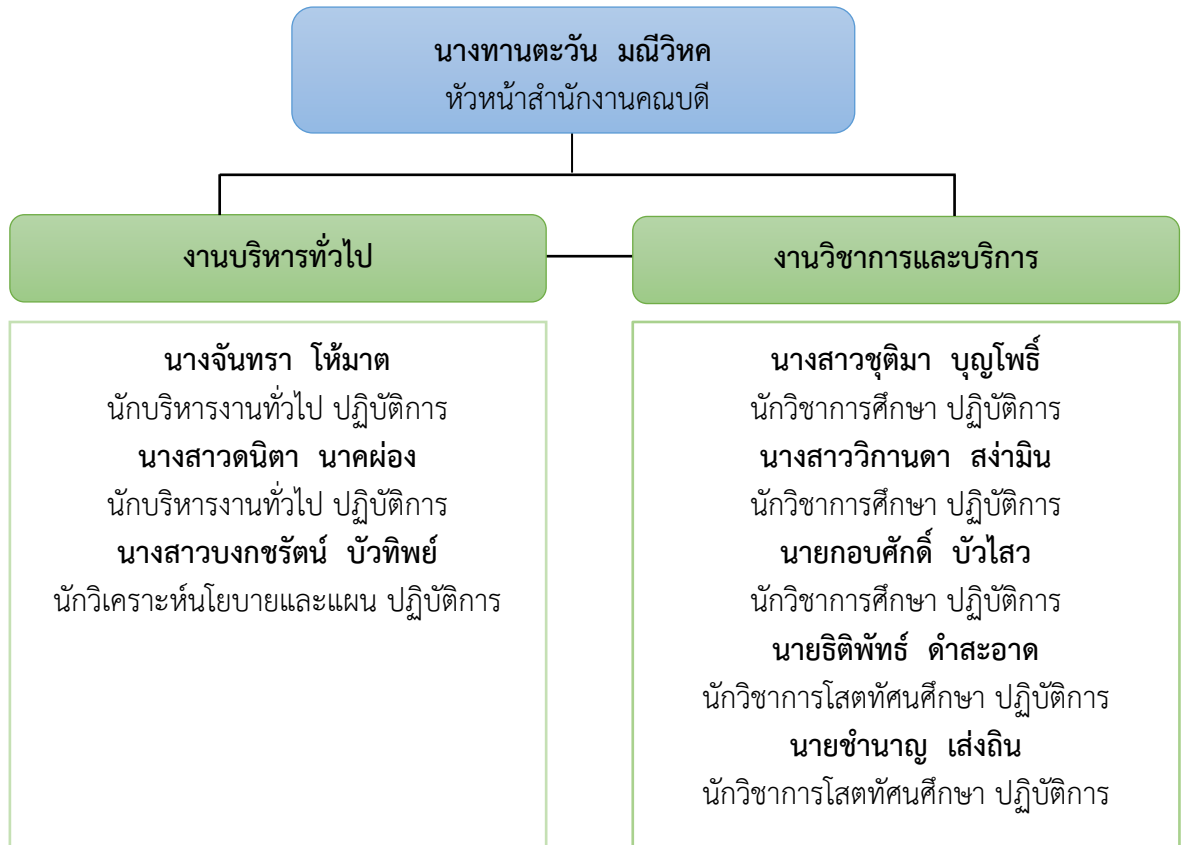 นางทานตะวัน มณีวิหค
หัวหน้าสำนักงานคณบดี
งานบริหารทั่วไป
นางจันทรา โห้มาต
นักบริหารงานทั่วไป ปฏิบัติการ
นางสาวดนิตา นาคผ่อง
นักบริหารงานทั่วไป ปฏิบัติการ
นางสาวบงกชรัตน์ บัวทิพย์
นักวิเคราะห์นโยบายและแผน ปฏิบัติการ
งานวิชาการและบริการ
นางสาวชุติมา บุญโพธิ์
นักวิชาการศึกษา ปฏิบัติการ
นางสาววิกานดา สง่ามิน
นักวิชาการศึกษา ปฏิบัติการ
นายกอบศักดิ์ บัวไสว
นักวิชาการศึกษา ปฏิบัติการ
นายธิติพัทธ์ ดำสะอาด
นักวิชาการโสตทัศนศึกษา ปฏิบัติการ
นายชำนาญ เส่งถิน
นักวิชาการโสตทัศนศึกษา ปฏิบัติการ